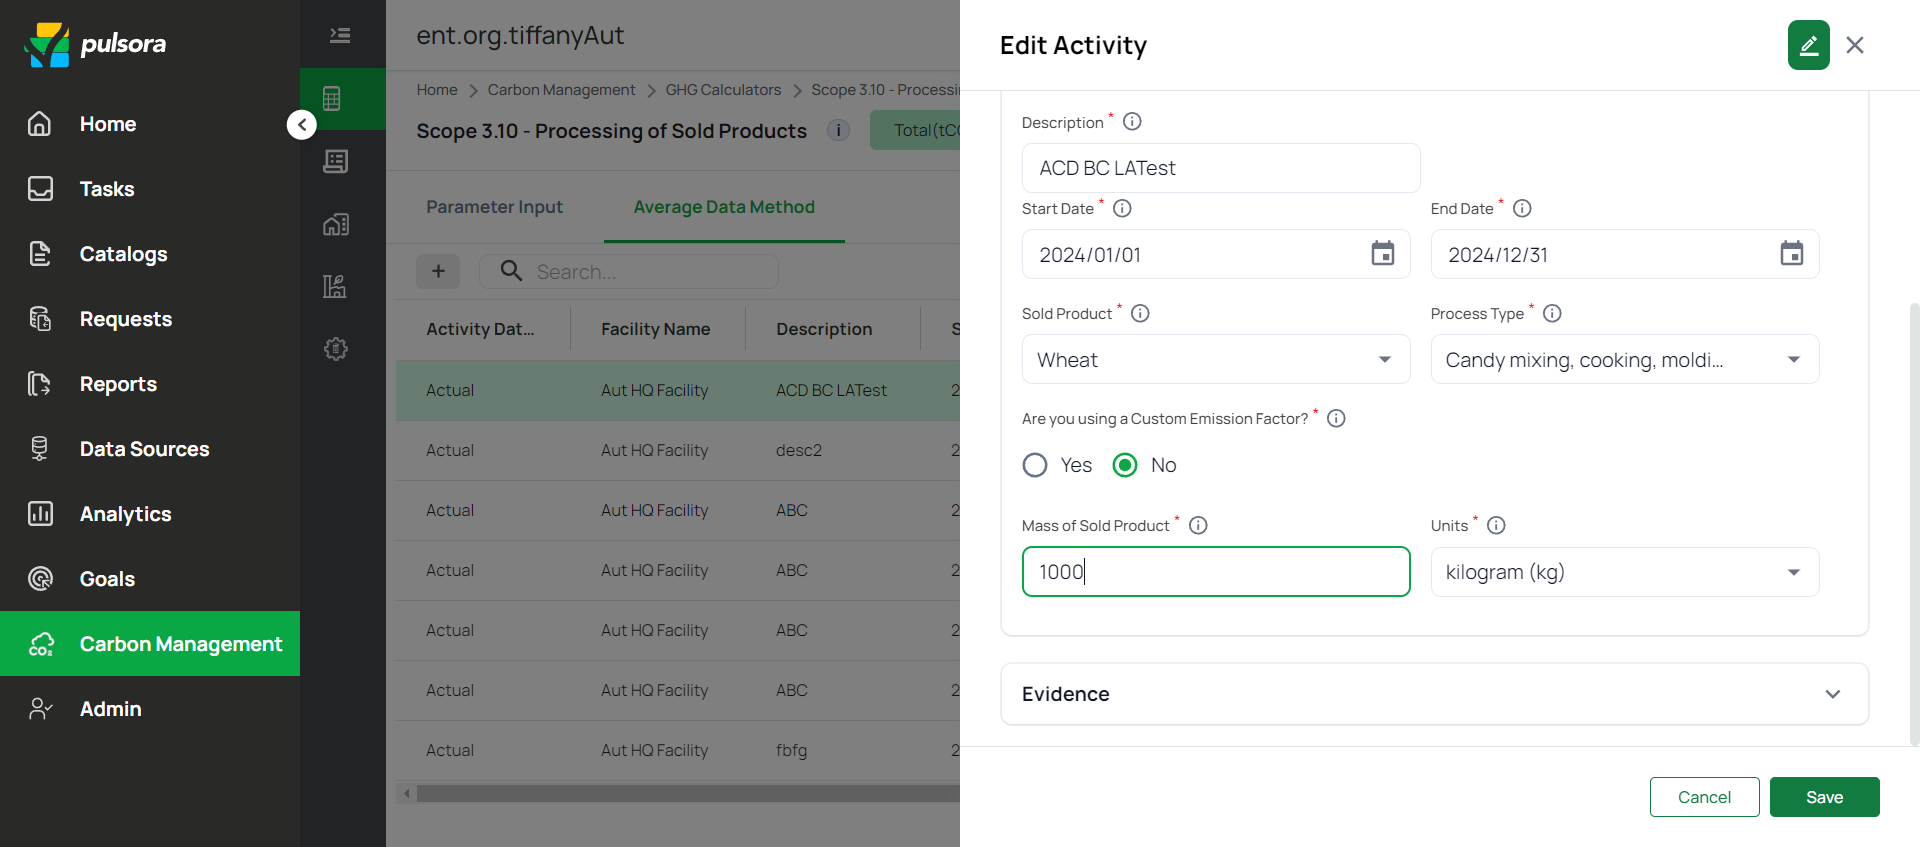 pulsora
Home
Tasks
Catalogs
Requests
Reports
Data Sources
Analytics
Goals
Carbon Management
Admin
ent.org.tiffanyAut
Home > Carbon Management > GHG Calculators > Scope 3.10 - Processi
Scope 3.10 - Processing of Sold Products i Total(tCO
Parameter Input Average Data Method
+ Search...
Activity Dat... Facility Name Description S
Actual Aut HQ Facility ACD BC LATest 2
Actual Aut HQ Facility desc2 2
Actual Aut HQ Facility ABC 2
Actual Aut HQ Facility ABC 2
Actual Aut HQ Facility ABC 2
Actual Aut HQ Facility ABC 2
Actual Aut HQ Facility fbfg 2
Edit Activity
Description *
ACD BC LATest
Start Date * End Date *
2024/01/01 2024/12/31
Sold Product * Process Type *
Wheat Candy mixing, cooking, moldi...
Are you using a Custom Emission Factor? *
Yes No
Mass of Sold Product * Units *
1000 kilogram (kg)
Evidence
Cancel Save